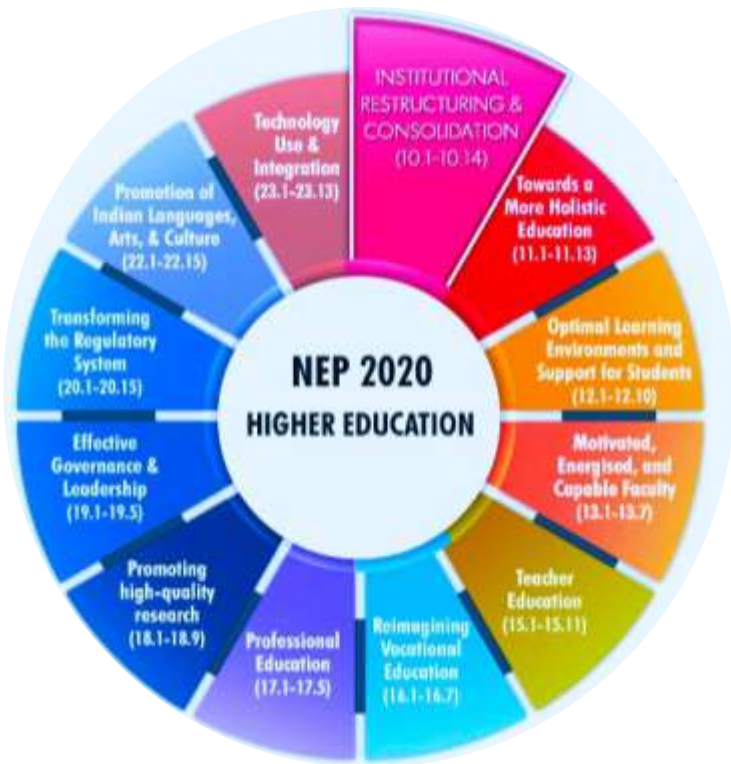 INSTITUTIONAL
RESTRUCTURING &
CONSOLIDATION
(10.1-10.14)
Towards a
More Holistic
Education
(11.1-11.13)
Optimal Learning
Environments and
Support for Students
(12.1-12.10)
Motivated,
Energised, and
Capable Faculty
(13.1-13.7)
Teacher
Education
(15.1-15.11)
Reimagining
Vocational
Education
(16.1-16.7)
Professional
Education
(17.1-17.5)
Promoting
high-quality
research
(18.1-18.9)
Effective
Governance &
Leadership
(19.1-19.5)
Transforming
the Regulatory
System
(20.1-20.15)
Promotion of
Indian Languages,
Arts, & Culture
(22.1-22.15)
Technology
Use &
Integration
(23.1-23.13)
NEP 2020
HIGHER EDUCATION